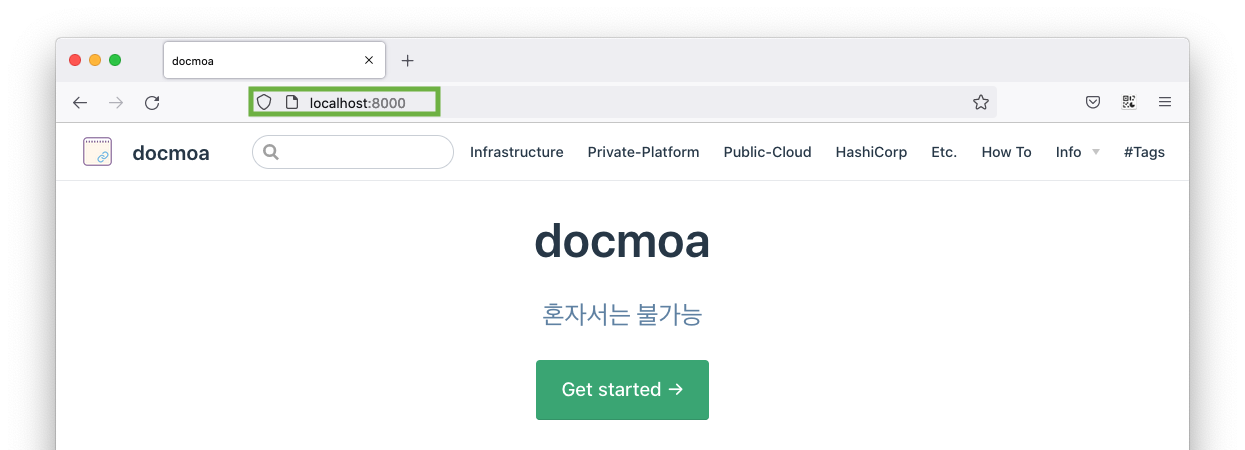 docmoa
localhost:8000
docmoa Infrastructure Private-Platform Public-Cloud HashiCorp Etc. How To Info #Tags
docmoa
혼자서는 불가능
Get started →